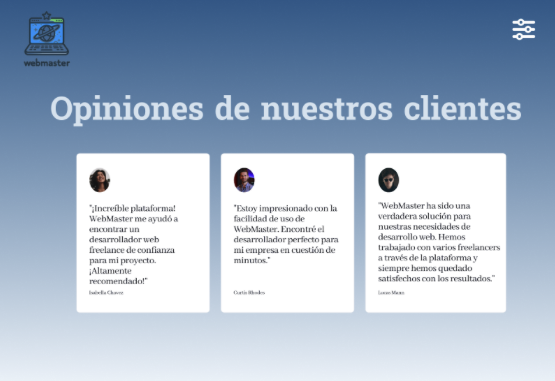 webmaster
Opiniones de nuestros clientes
"¡Increíble plataforma!
WebMaster me ayudó a
encontrar un
desarrollador web
freelance de confianza
para mi proyecto.
¡Altamente
recomendado!"
Isabella Chavez
"Estoy impresionado con la
facilidad de uso de
WebMaster. Encontré el
desarrollador perfecto para
mi empresa en cuestión de
minutos."
Curtis Rhodes
"WebMaster ha sido una
verdadera solución para
nuestras necesidades de
desarrollo web. Hemos
trabajado con varios freelancers
a través de la plataforma y
siempre hemos quedado
satisfechos con los resultados."